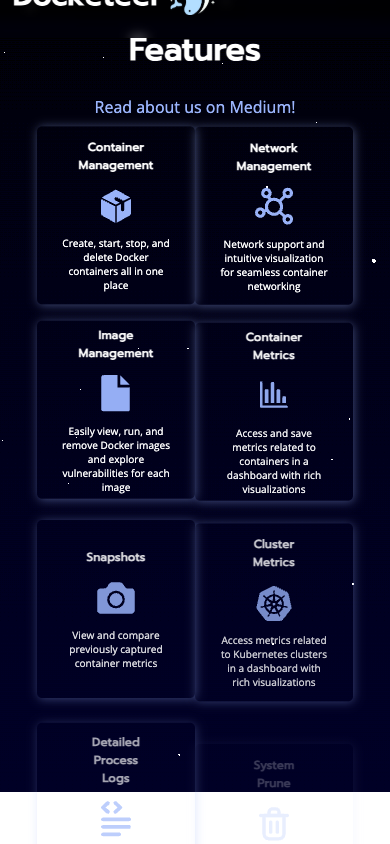 Docketeer
Features
Read about us on Medium!
Container
Management
Create, start, stop, and
delete Docker
containers all in one
place
Network
Management
Network support and
intuitive visualization
for seamless container
networking
Image
Management
Easily view, run, and
remove Docker images
and explore
vulnerabilities for each
image
Container
Metrics
Access and save
metrics related to
containers in a
dashboard with rich
visualizations
Snapshots
View and compare
previously captured
container metrics
Cluster
Metrics
Access metrics related
to Kubernetes clusters
in a dashboard with
rich visualizations
Detailed
Process
Logs
System
Prune